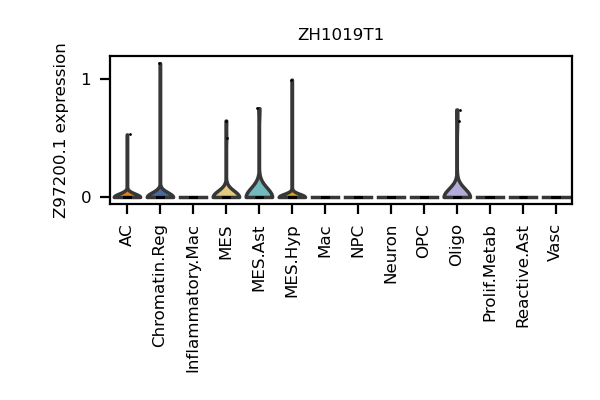 ZH1019T1
Z97200.1 expression
1
0
AC
Chromatin.Reg
Inflammatory.Mac
MES
MES.Ast
MES.Hyp
Mac
NPC
Neuron
OPC
Oligo
Prolif.Metab
Reactive.Ast
Vasc